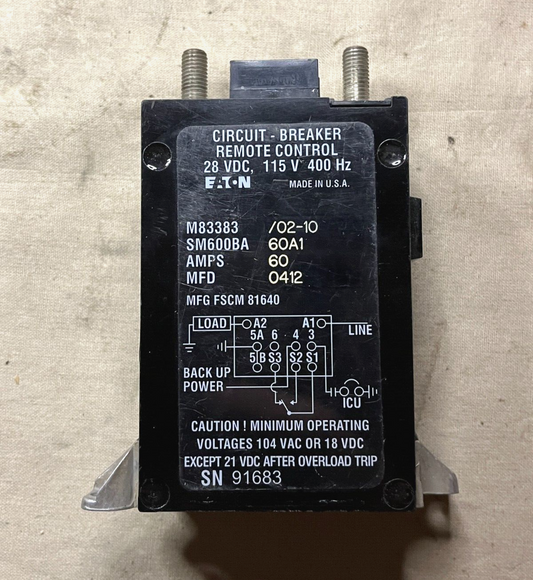 CIRCUIT - BREAKER
REMOTE CONTROL
28 VDC, 115 V 400 Hz
EATON MADE IN U.S.A.
M83383 /02-10
SM600BA 60A1
AMPS 60
MFD 0412
MFG FSCM 81640
LOAD A2 A1 LINE
5A 6 4 3
5 B S3 S2 S1
BACK UP
POWER
ICU
CAUTION ! MINIMUM OPERATING
VOLTAGES 104 VAC OR 18 VDC
EXCEPT 21 VDC AFTER OVERLOAD TRIP
SN 91683